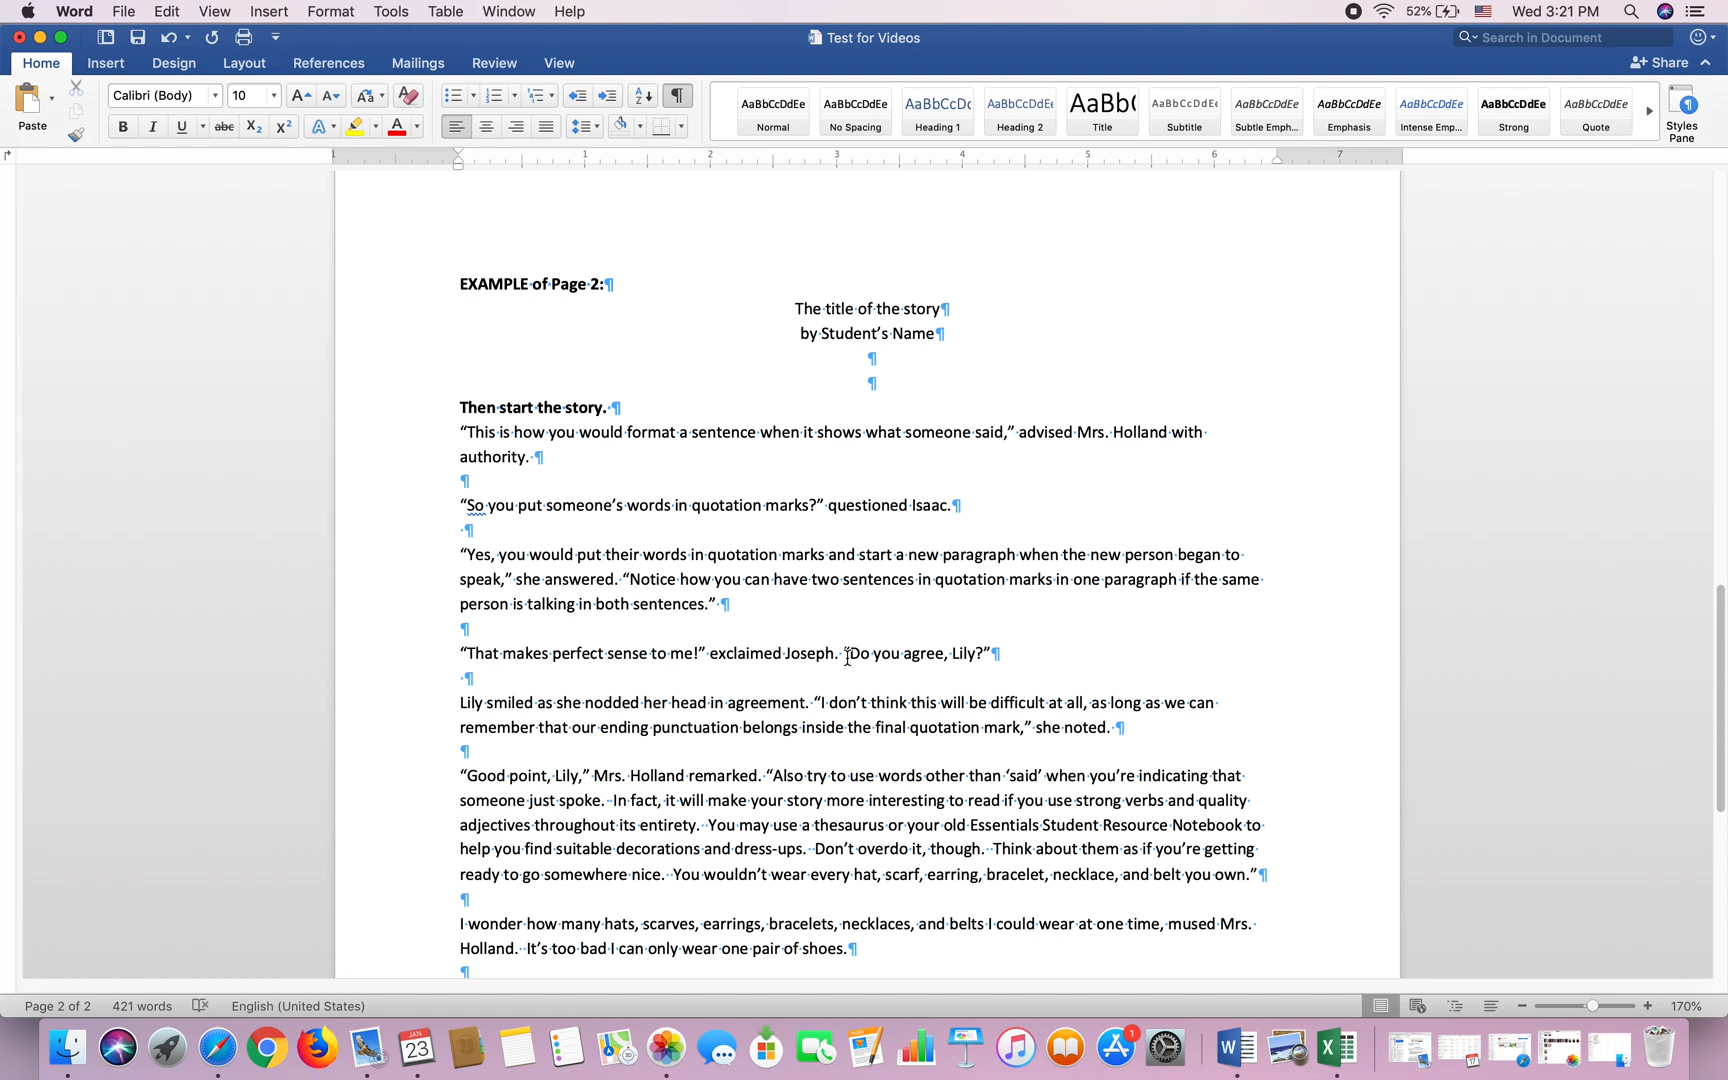 Word File Edit View Insert Format Tools Table Window Help 52% Wed 3:21 PM
Test for Videos Search in Document
Home Insert Design Layout References Mailings Review View Share
Paste Calibri (Body) 10 A A Aa A
B I U abc X₂ X² A A
AaBbCcDdEe AaBbCcDdEe AaBbCcDc AaBbCcDdEe AaBb( AaBbCcDdEe AaBbCcDdEe AaBbCcDdEe AaBbCcDdEe AaBbCcDdEe AaBbCcDdEe
Normal No Spacing Heading 1 Heading 2 Title Subtitle Subtle Emph... Emphasis Intense Emp... Strong Quote Styles Pane
1 1 2 3 4 5 6 7
EXAMPLE of Page 2:¶
The title of the story¶
by Student’s Name¶
¶
¶
Then start the story. ¶
“This is how you would format a sentence when it shows what someone said,” advised Mrs. Holland with
authority. ¶
¶
“So you put someone’s words in quotation marks?” questioned Isaac.¶
¶
“Yes, you would put their words in quotation marks and start a new paragraph when the new person began to
speak,” she answered. “Notice how you can have two sentences in quotation marks in one paragraph if the same
person is talking in both sentences.” ¶
¶
“That makes perfect sense to me!” exclaimed Joseph. “Do you agree, Lily?”¶
¶
Lily smiled as she nodded her head in agreement. “I don’t think this will be difficult at all, as long as we can
remember that our ending punctuation belongs inside the final quotation mark,” she noted. ¶
¶
“Good point, Lily,” Mrs. Holland remarked. “Also try to use words other than ‘said’ when you’re indicating that
someone just spoke.  In fact, it will make your story more interesting to read if you use strong verbs and quality
adjectives throughout its entirety.  You may use a thesaurus or your old Essentials Student Resource Notebook to
help you find suitable decorations and dress-ups.  Don’t overdo it, though.  Think about them as if you’re getting
ready to go somewhere nice.  You wouldn’t wear every hat, scarf, earring, bracelet, necklace, and belt you own.”¶
¶
I wonder how many hats, scarves, earrings, bracelets, necklaces, and belts I could wear at one time, mused Mrs.
Holland.  It’s too bad I can only wear one pair of shoes.¶
¶
Page 2 of 2 421 words English (United States) 170%
JAN
23
1
17